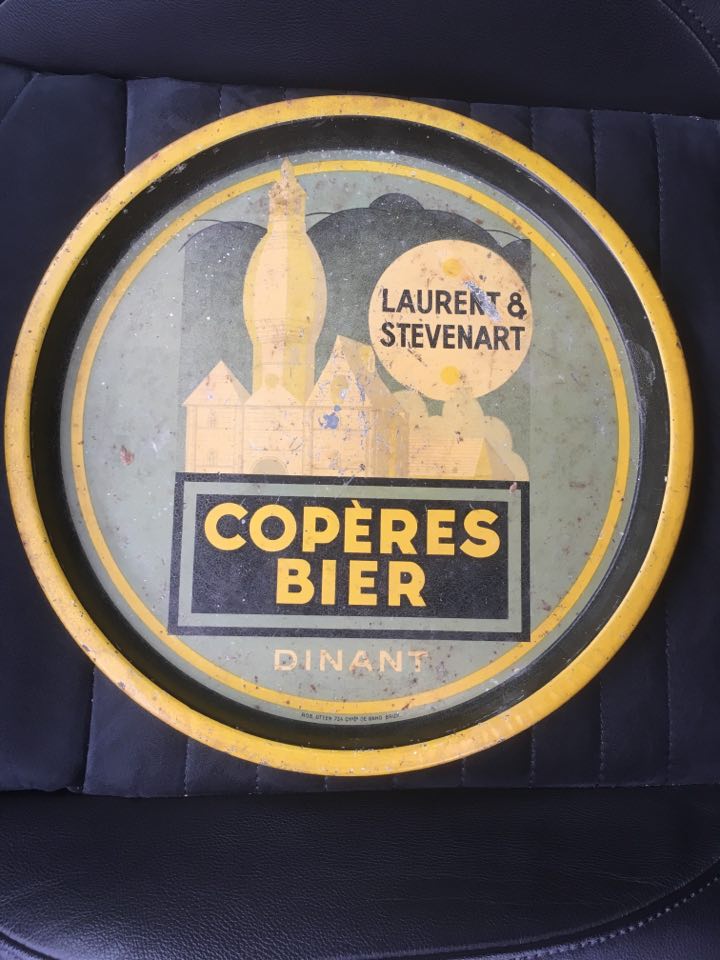 LAURENT &
STEVENART
COPÈRES
BIER
DINANT